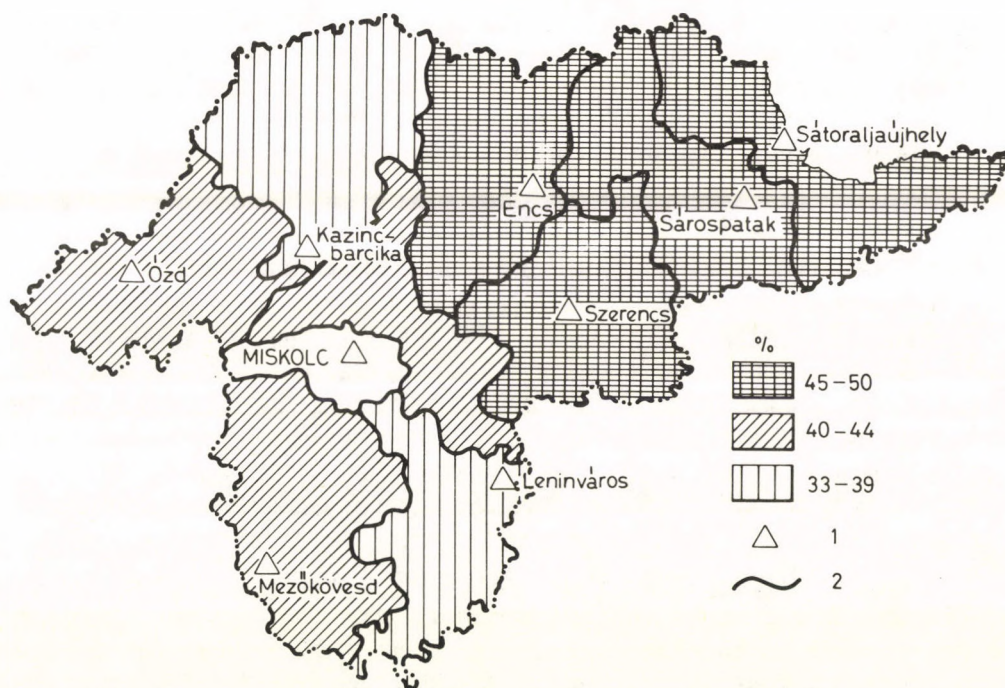 Sátoraljaújhely
Encs
Sárospatak
Kazinc-
barcika
Ózd
Szerencs
MISKOLC
Leninváros
Mezőkövesd
%
45–50
40–44
33–39
1
2